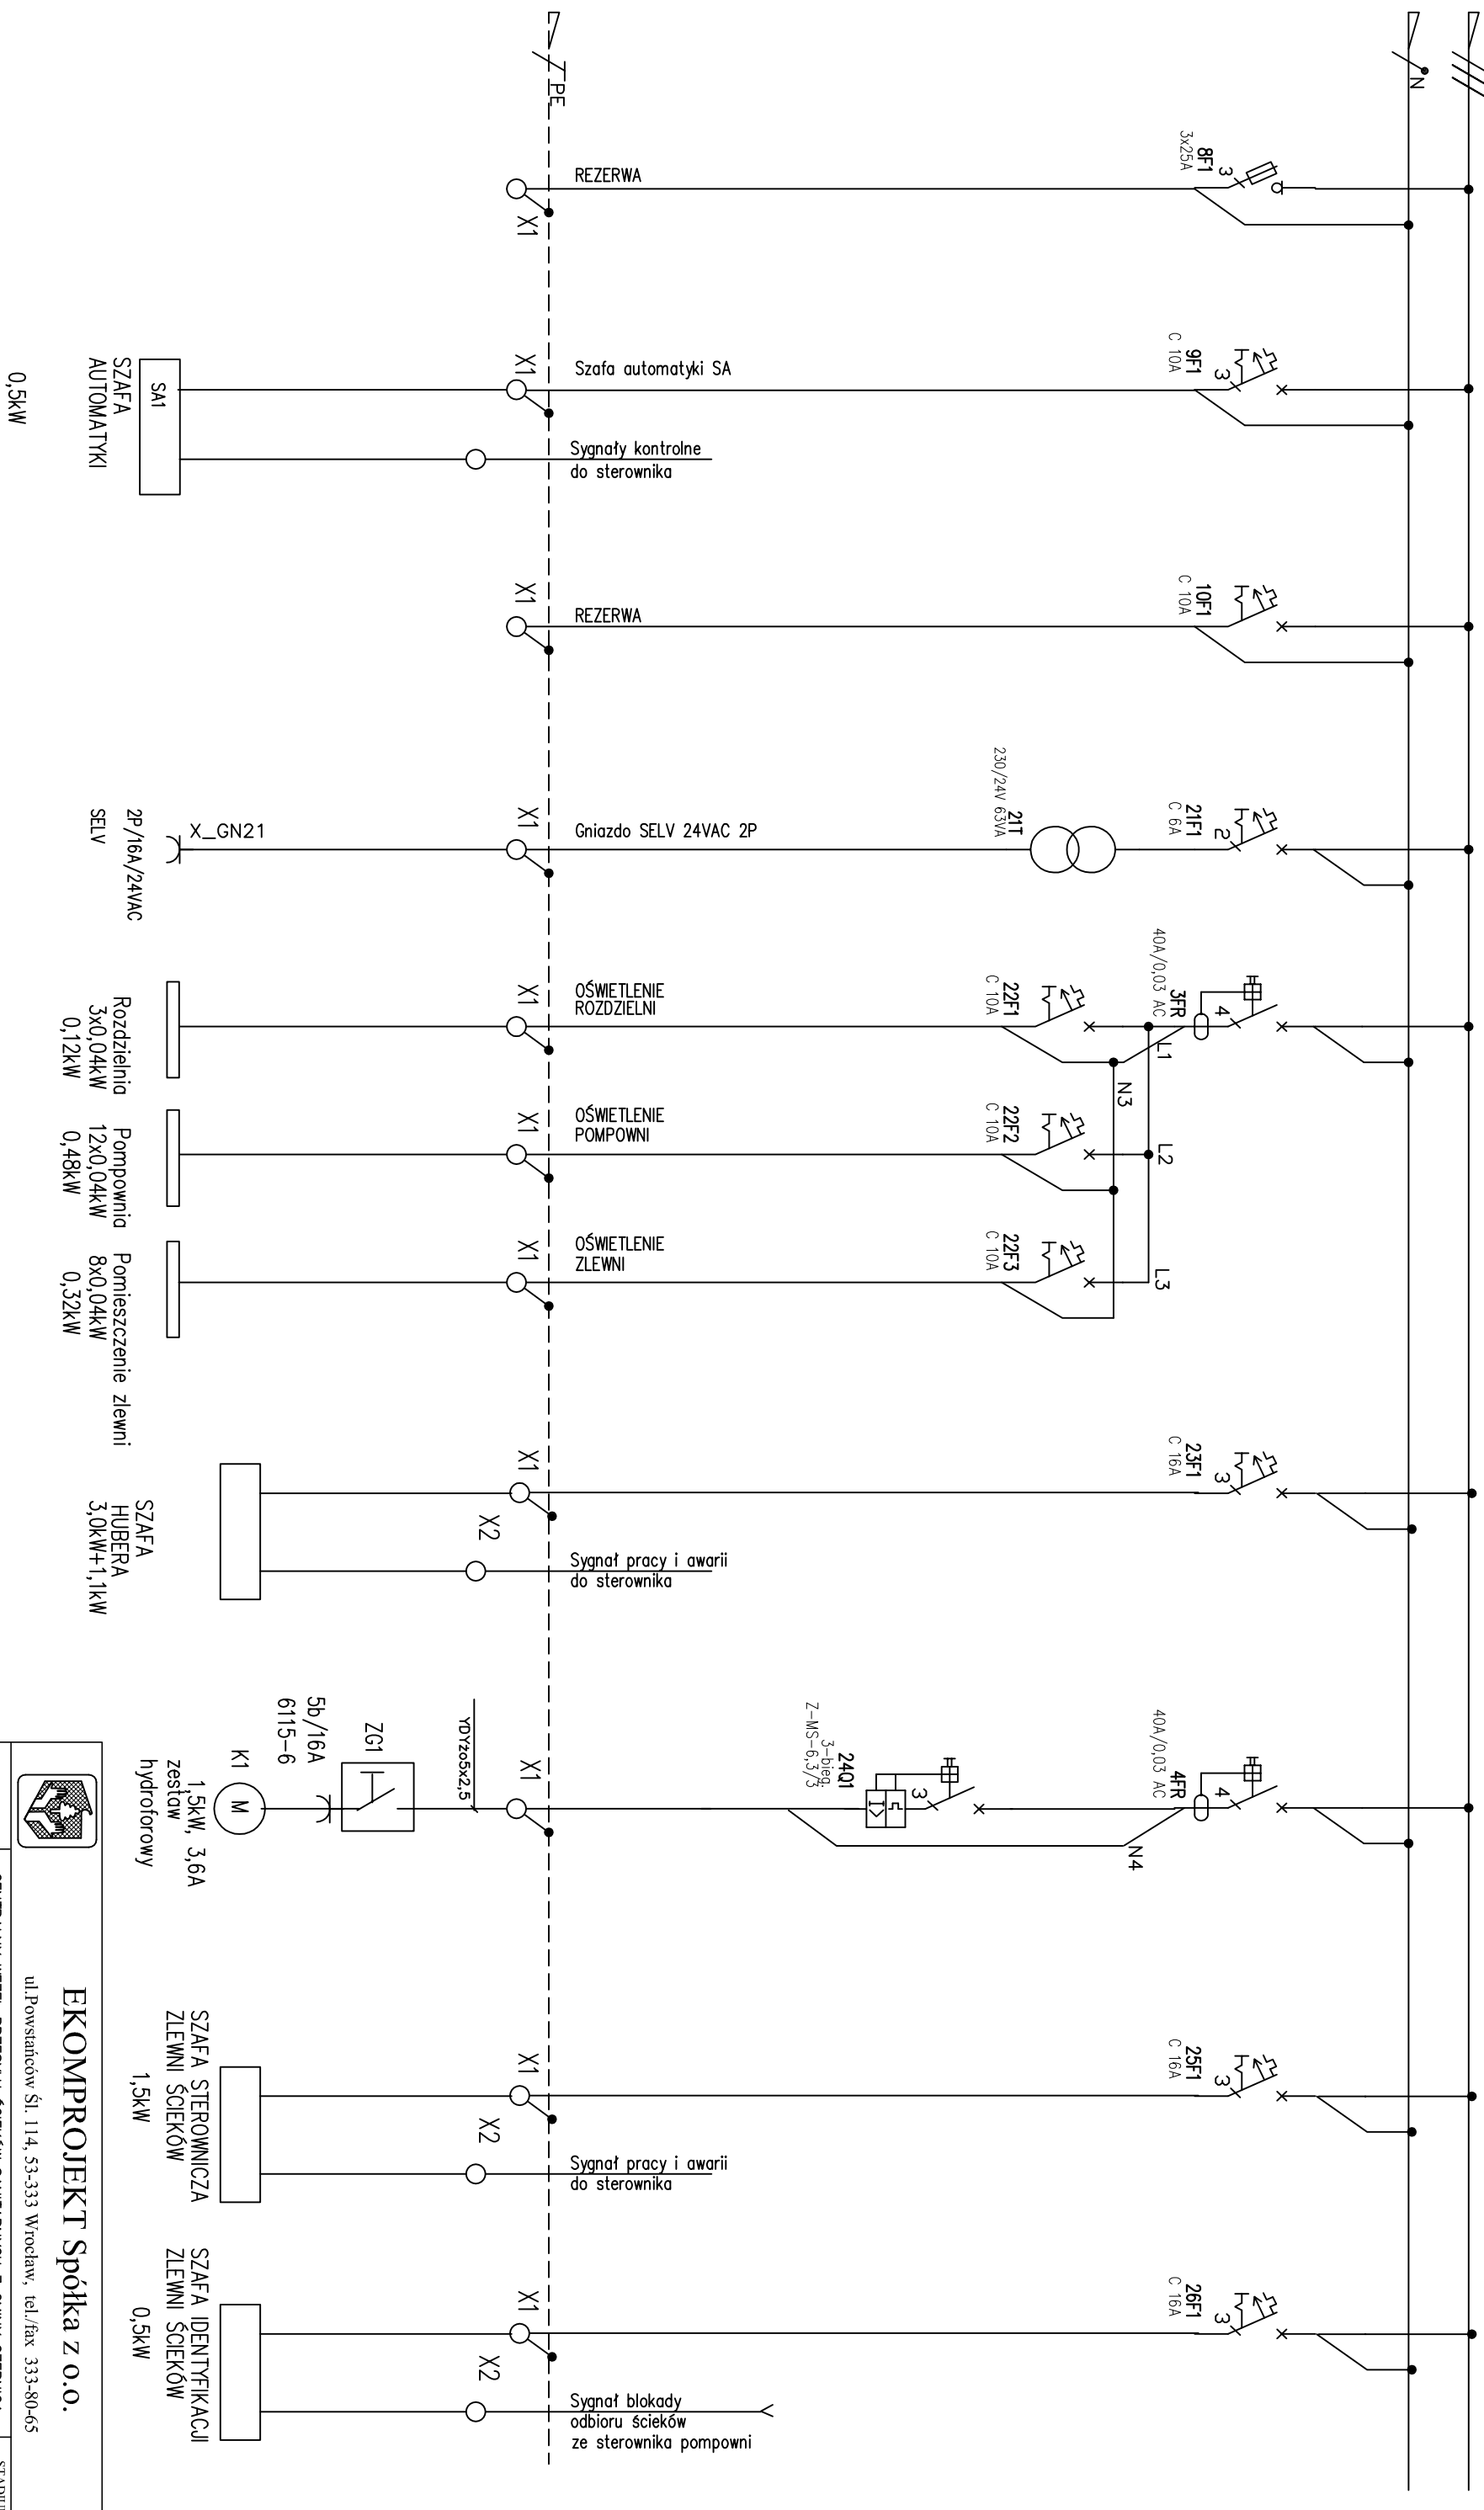 PE
N
8F1
3x25A
3
REZERWA
X1
9F1
C 10A
3
Szafa automatyki SA
X1
Sygnały kontrolne
do sterownika
SA1
SZAFA
AUTOMATYKI
0,5kW
10F1
C 10A
REZERWA
X1
21F1
C 6A
2
21T
230/24V 63VA
Gniazdo SELV 24VAC 2P
X1
X_GN21
2P/16A/24VAC
SELV
3FR
40A/0,03 AC
4
L1
L2
L3
N3
22F1
C 10A
OŚWIETLENIE
ROZDZIELNI
X1
Rozdzielnia
3x0,04kW
0,12kW
22F2
C 10A
OŚWIETLENIE
POMPOWNI
X1
Pompownia
12x0,04kW
0,48kW
22F3
C 10A
OŚWIETLENIE
ZLEWNI
X1
Pomieszczenie zlewni
8x0,04kW
0,32kW
23F1
C 16A
3
X1
X2
Sygnał pracy i awarii
do sterownika
SZAFA
HUBERA
3,0kW+1,1kW
4FR
40A/0,03 AC
4
N4
24Q1
3-bieg.
Z-MS-6,3/3
3
I>
X1
YDYżo5x2,5
ZG1
5b/16A
6115-6
K1
M
1,5kW, 3,6A
zestaw
hydroforowy
25F1
C 16A
3
X1
X2
Sygnał pracy i awarii
do sterownika
SZAFA STEROWNICZA
ZLEWNI ŚCIEKÓW
1,5kW
26F1
C 16A
3
X1
X2
Sygnał blokady
odbioru ścieków
ze sterownika pompowni
SZAFA IDENTYFIKACJI
ZLEWNI ŚCIEKÓW
0,5kW
EKOMPROJEKT Spółka z o.o.
ul.Powstańców Śl. 114, 53-333 Wrocław, tel./fax 333-80-65